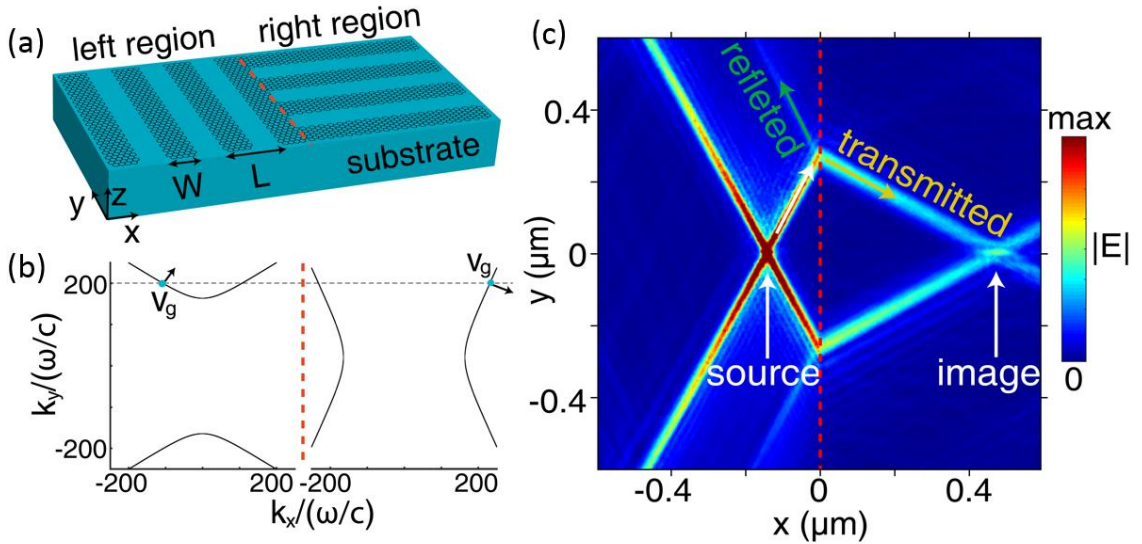 (a)
left region
right region
W
L
substrate
z
y
x
(b)
200
-200
k_y/(ω/c)
v_g
v_g
-200
200
-200
200
k_x/(ω/c)
(c)
0.4
0
-0.4
y (μm)
refleted
transmitted
source
image
-0.4
0
0.4
x (μm)
max
|E|
0